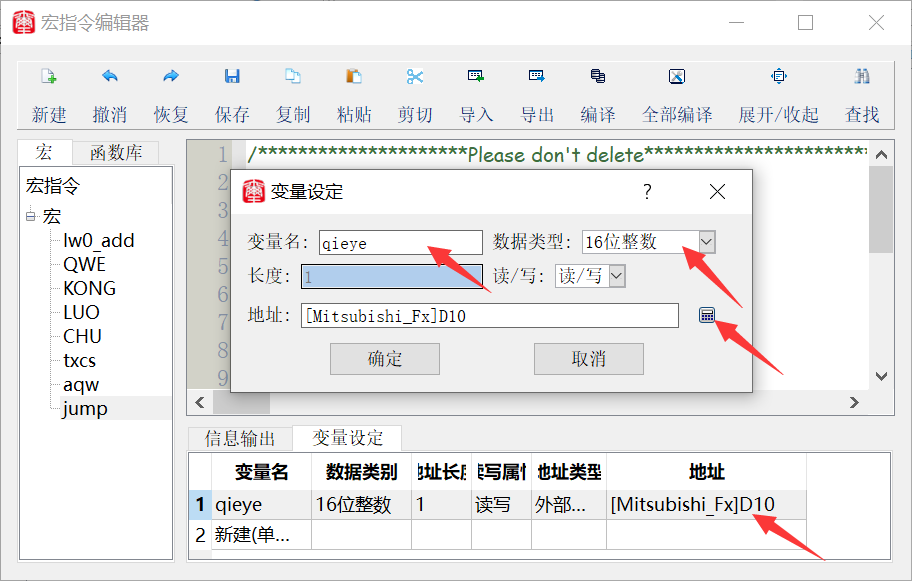 宏指令编辑器
新建 撤消 恢复 保存 复制 粘贴 剪切 导入 导出 编译 全部编译 展开/收起 查找
宏 函数库
宏指令
宏
lw0_add
QWE
KONG
LUO
CHU
txcs
aqw
jump
1 /*********************Please don't delete**********************
2
3
4
5
6
7
8
9
变量设定 ?
变量名: qieye 数据类型: 16位整数
长度: 1 读/写: 读/写
地址: [Mitsubishi_Fx]D10
确定 取消
信息输出 变量设定
变量名 数据类别 地址长度 读写属性 地址类型 地址
1 qieye 16位整数 1 读写 外部... [Mitsubishi_Fx]D10
2 新建(单...